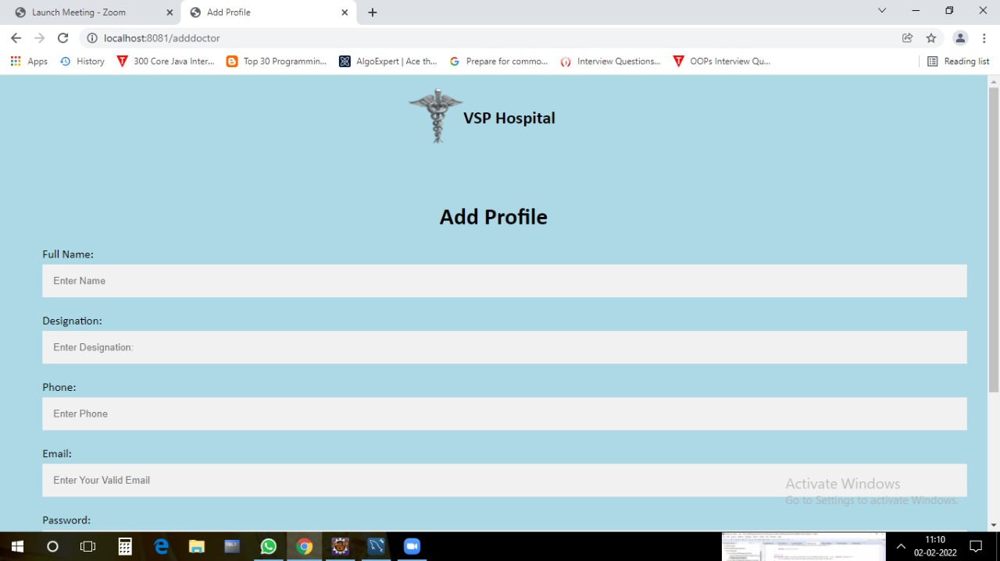 Launch Meeting - Zoom
Add Profile
localhost:8081/adddoctor
Apps
History
300 Core Java Inter...
Top 30 Programmin...
AlgoExpert | Ace th...
Prepare for commo...
Interview Questions...
OOPs Interview Qu...
Reading list
VSP Hospital
Add Profile
Full Name:
Enter Name
Designation:
Enter Designation:
Phone:
Enter Phone
Email:
Enter Your Valid Email
Activate Windows
Go to Settings to activate Windows.
Password:
11:10
02-02-2022